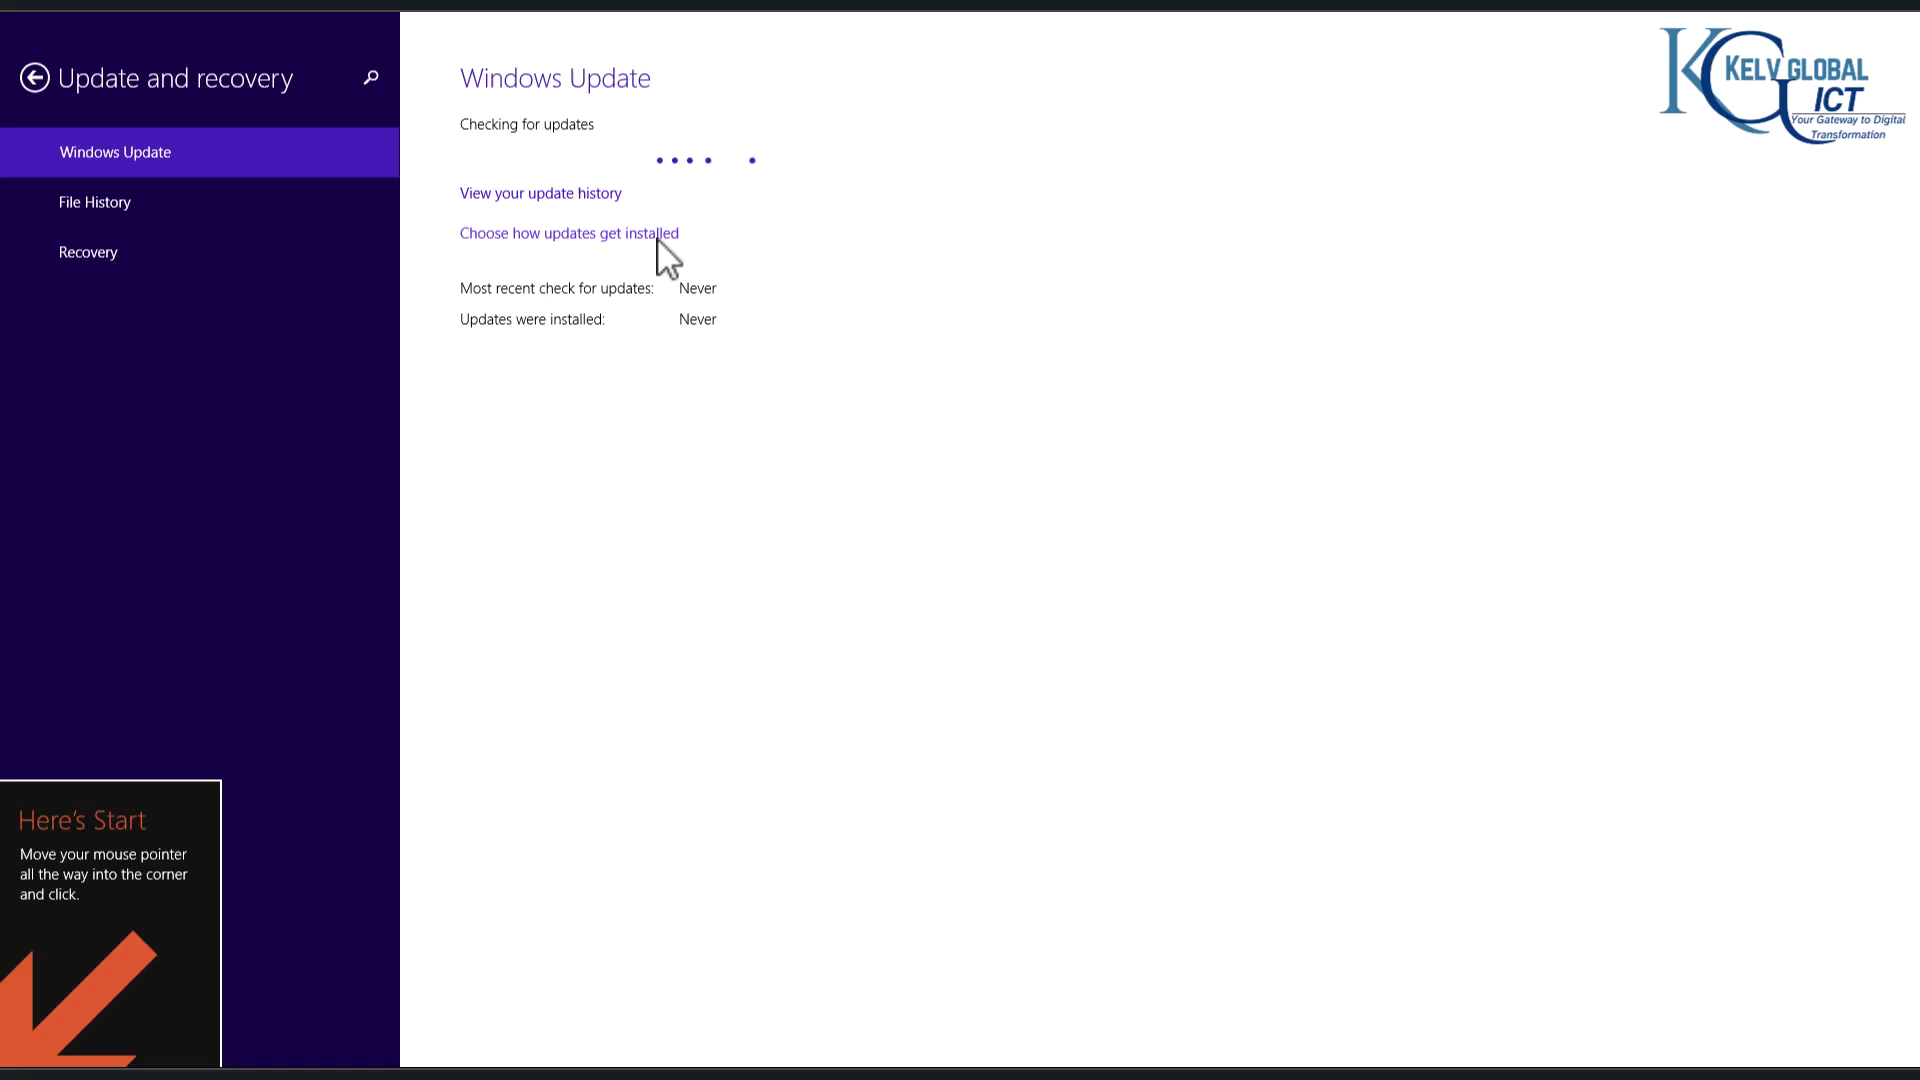 Update and recovery
Windows Update
File History
Recovery
Windows Update
Checking for updates
View your update history
Choose how updates get installed
Most recent check for updates: Never
Updates were installed: Never
KG
KELV GLOBAL
ICT
Your Gateway to Digital
Transformation
Here's Start
Move your mouse pointer
all the way into the corner
and click.